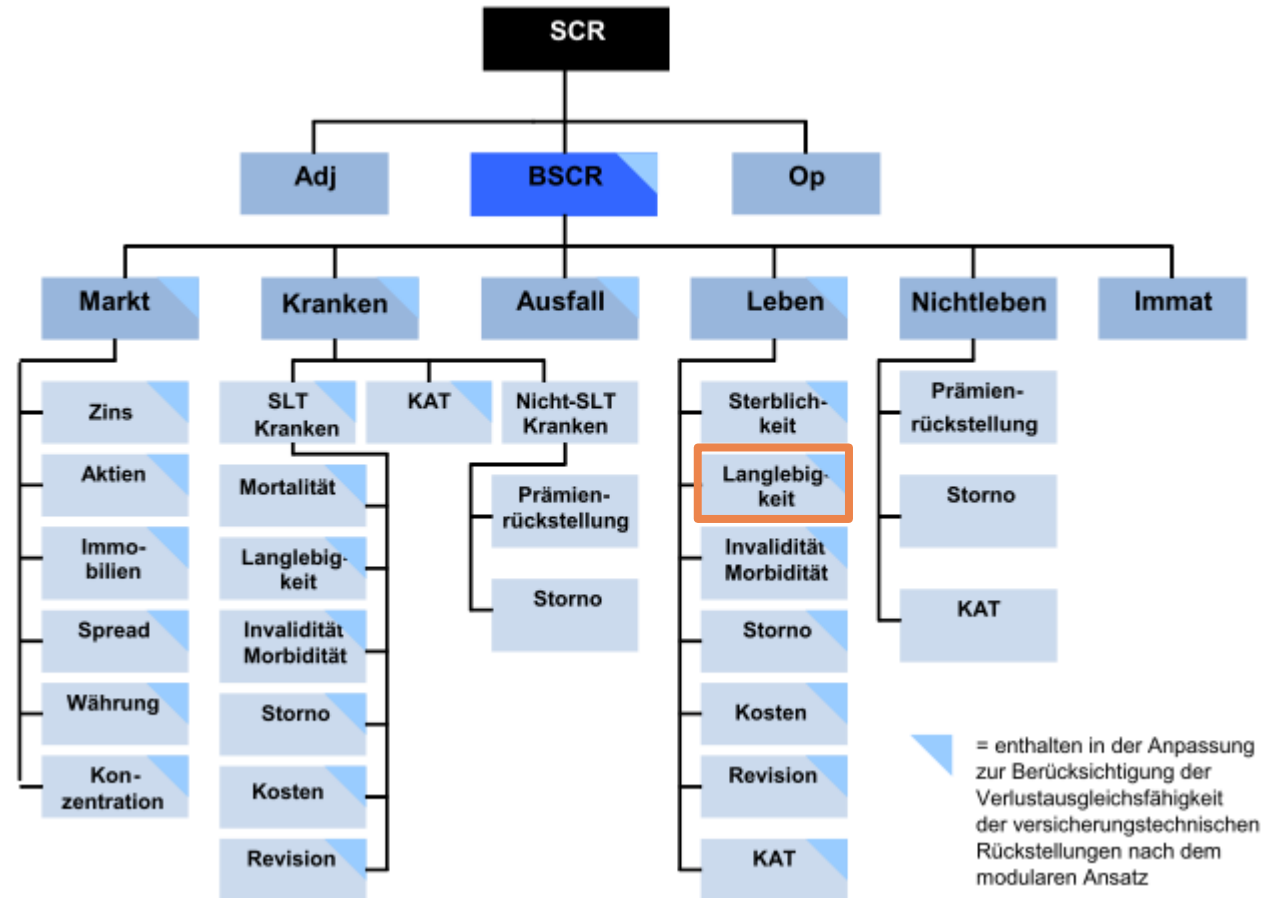 SCR
Adj
BSCR
Op
Markt
Kranken
Ausfall
Leben
Nichtleben
Immat
Zins
Aktien
Immo-
bilien
Spread
Währung
Kon-
zentration
SLT
Kranken
KAT
Nicht-SLT
Kranken
Mortalität
Langlebig-
keit
Invalidität
Morbidität
Storno
Kosten
Revision
Prämien-
rückstellung
Storno
Sterblich-
keit
Langlebig-
keit
Invalidität
Morbidität
Storno
Kosten
Revision
KAT
Prämien-
rückstellung
Storno
KAT
= enthalten in der Anpassung
zur Berücksichtigung der
Verlustausgleichsfähigkeit
der versicherungstechnischen
Rückstellungen nach dem
modularen Ansatz